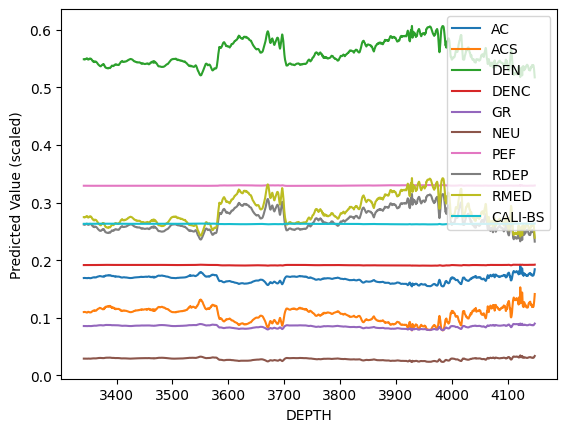 Predicted Value (scaled)
0.6
0.5
0.4
0.3
0.2
0.1
0.0
3400 3500 3600 3700 3800 3900 4000 4100
DEPTH
AC
ACS
DEN
DENC
GR
NEU
PEF
RDEP
RMED
CALI-BS